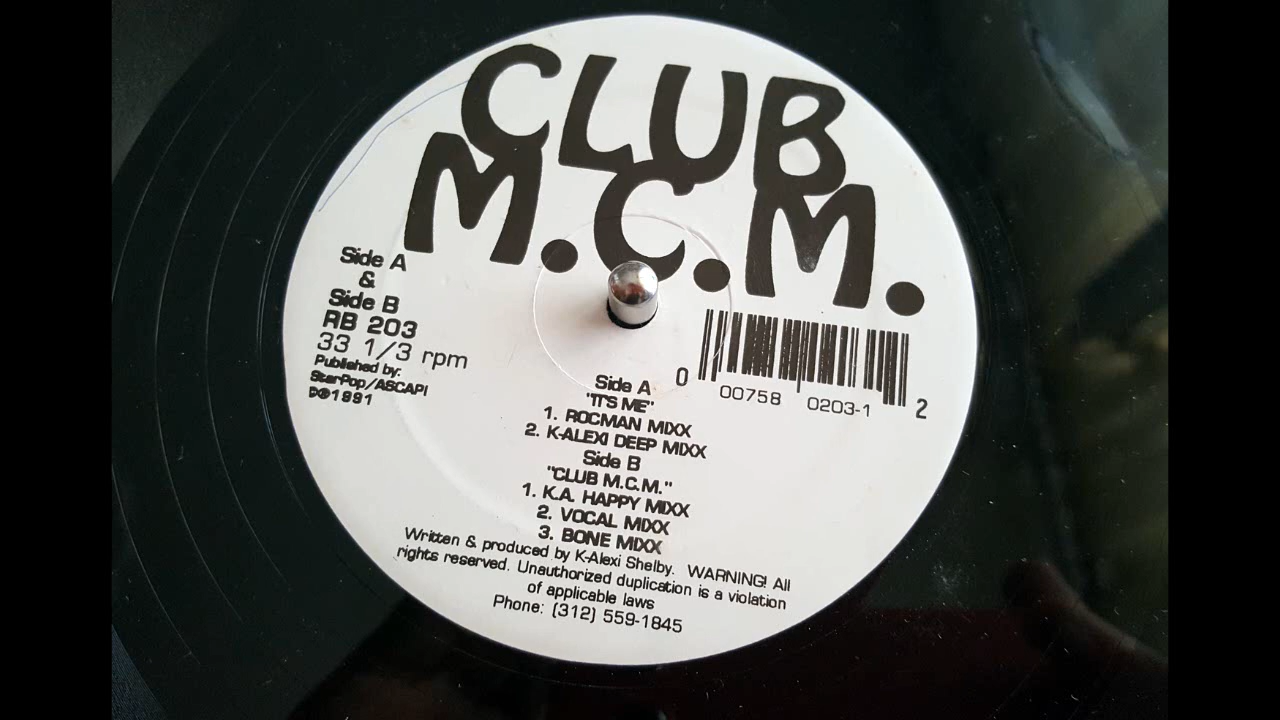 CLUB
M.C.M.
Side A
&
Side B
RB 203
33 1/3 rpm
Published by:
StarPop/ASCAPI
℗©1991
0 00758 0203-1 2
Side A
"IT'S ME"
1. ROCMAN MIXX
2. K-ALEXI DEEP MIXX
Side B
"CLUB M.C.M."
1. K.A. HAPPY MIXX
2. VOCAL MIXX
3. BONE MIXX
Written & produced by K-Alexi Shelby. WARNING! All
rights reserved. Unauthorized duplication is a violation
of applicable laws
Phone: (312) 559-1845